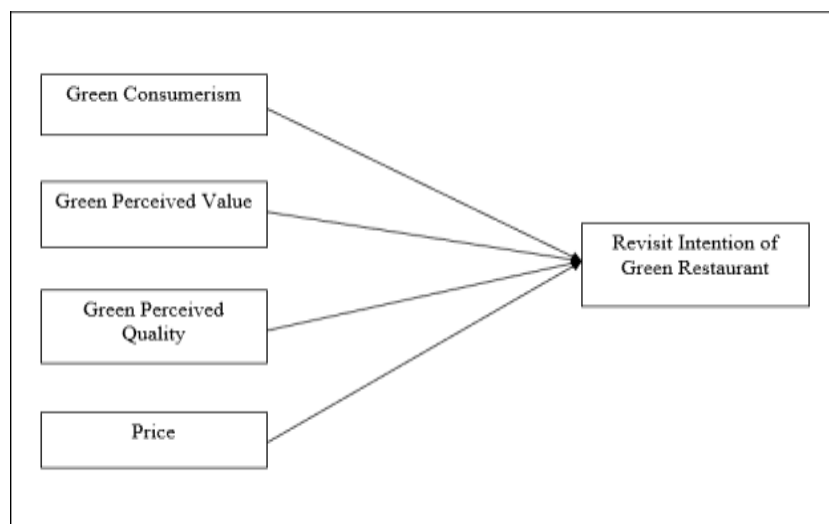 Green Consumerism
Green Perceived Value
Green Perceived
Quality
Price
Revisit Intention of
Green Restaurant